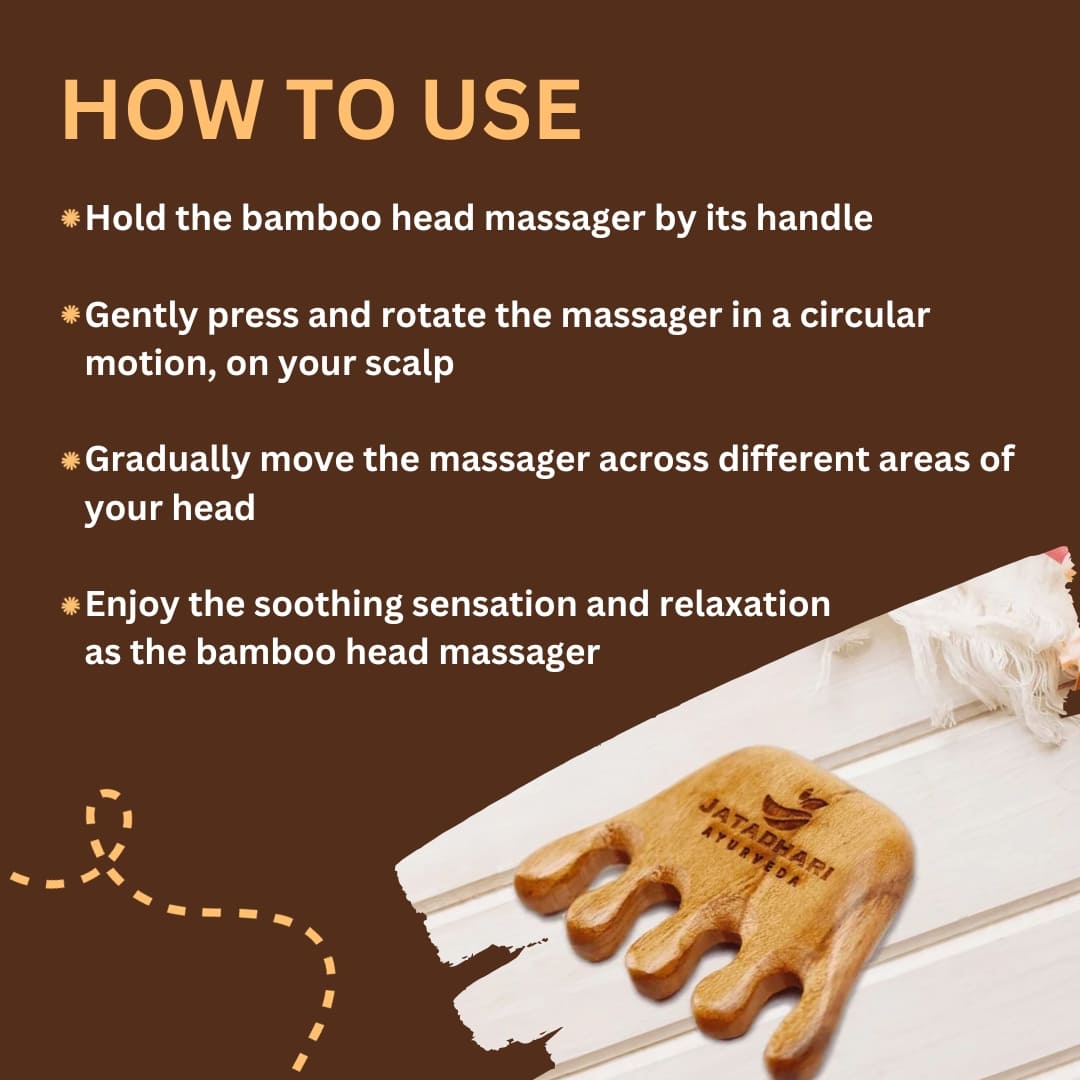 HOW TO USE
Hold the bamboo head massager by its handle
Gently press and rotate the massager in a circular
motion, on your scalp
Gradually move the massager across different areas of
your head
Enjoy the soothing sensation and relaxation
as the bamboo head massager
JATADHARI
AYURVEDA